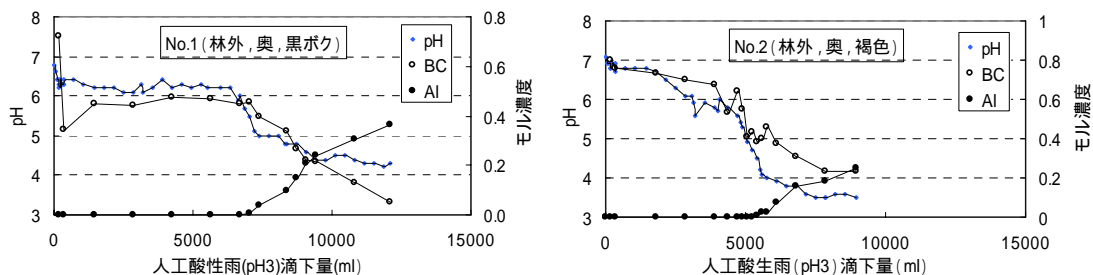 No.1(林外,奥,黒ボク)
pH
BC
Al
8
7
6
5
4
3
pH
0.8
0.6
0.4
0.2
0.0
モル濃度
0
5000
10000
15000
人工酸性雨(pH3)滴下量(ml)
No.2(林外,奥,褐色)
pH
BC
Al
8
7
6
5
4
3
pH
1
0.8
0.6
0.4
0.2
0
モル濃度
0
5000
10000
15000
人工酸生雨(pH3)滴下量(ml)